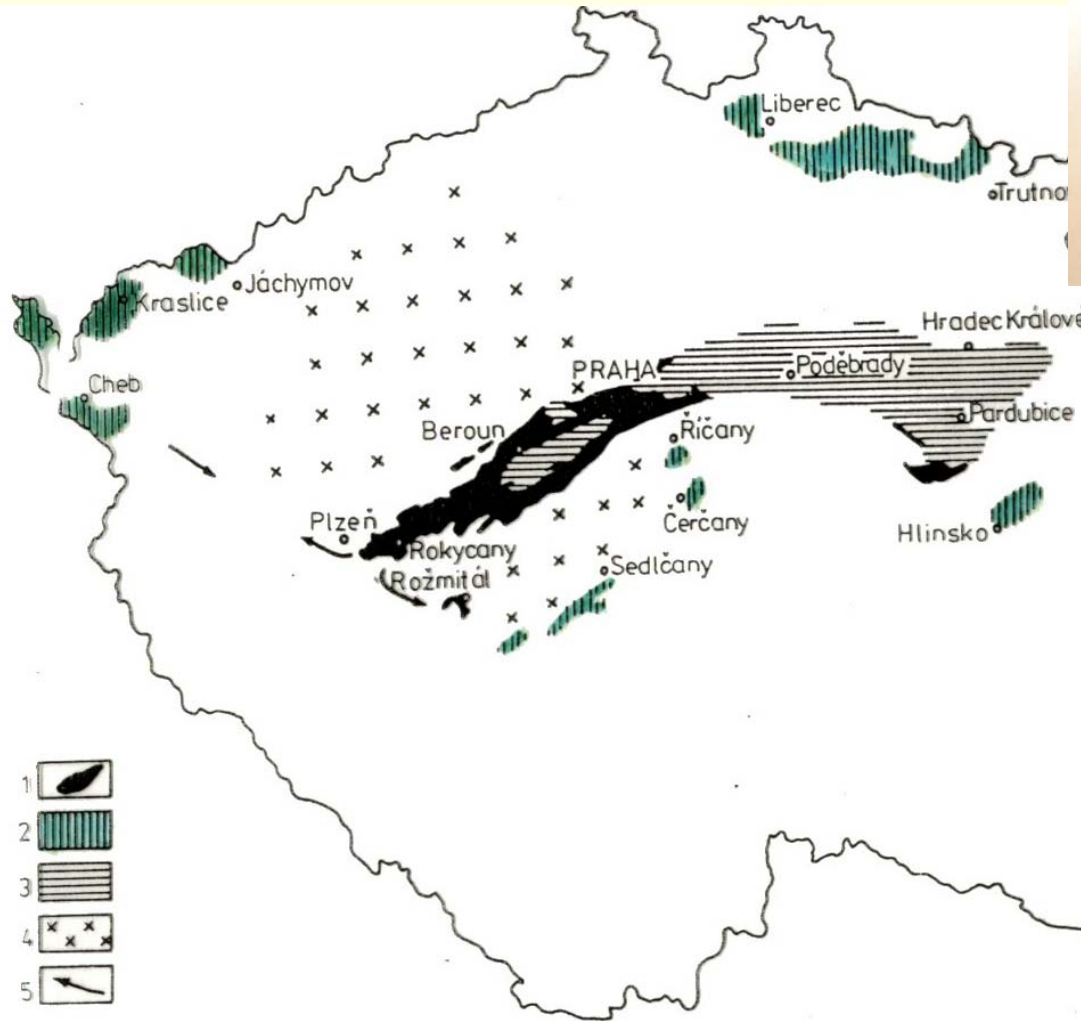 Liberec
Trutno
Jáchymov
Kraslice
Hradec Králové
PRAHA
Poděbrady
Cheb
Pardubice
Beroun
Říčany
Plzeň
Čerčany
Hlinsko
Rokycany
Sedlčany
Rožmitál
1
2
3
4
5